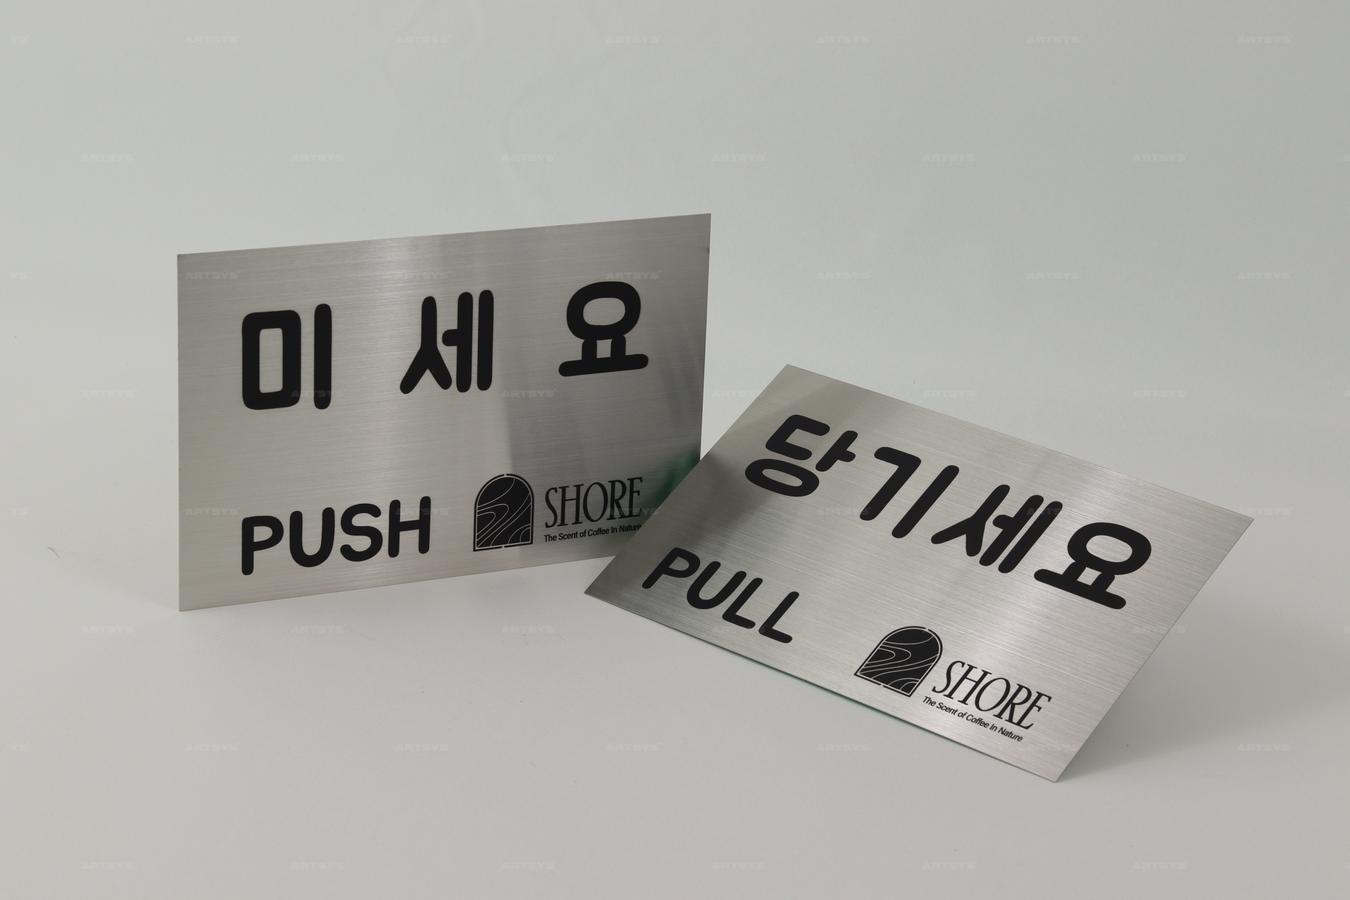 미세요
PUSH
SHORE
The Scent of Coffee in Nature
당기세요
PULL
SHORE
The Scent of Coffee in Nature
ARTSYS